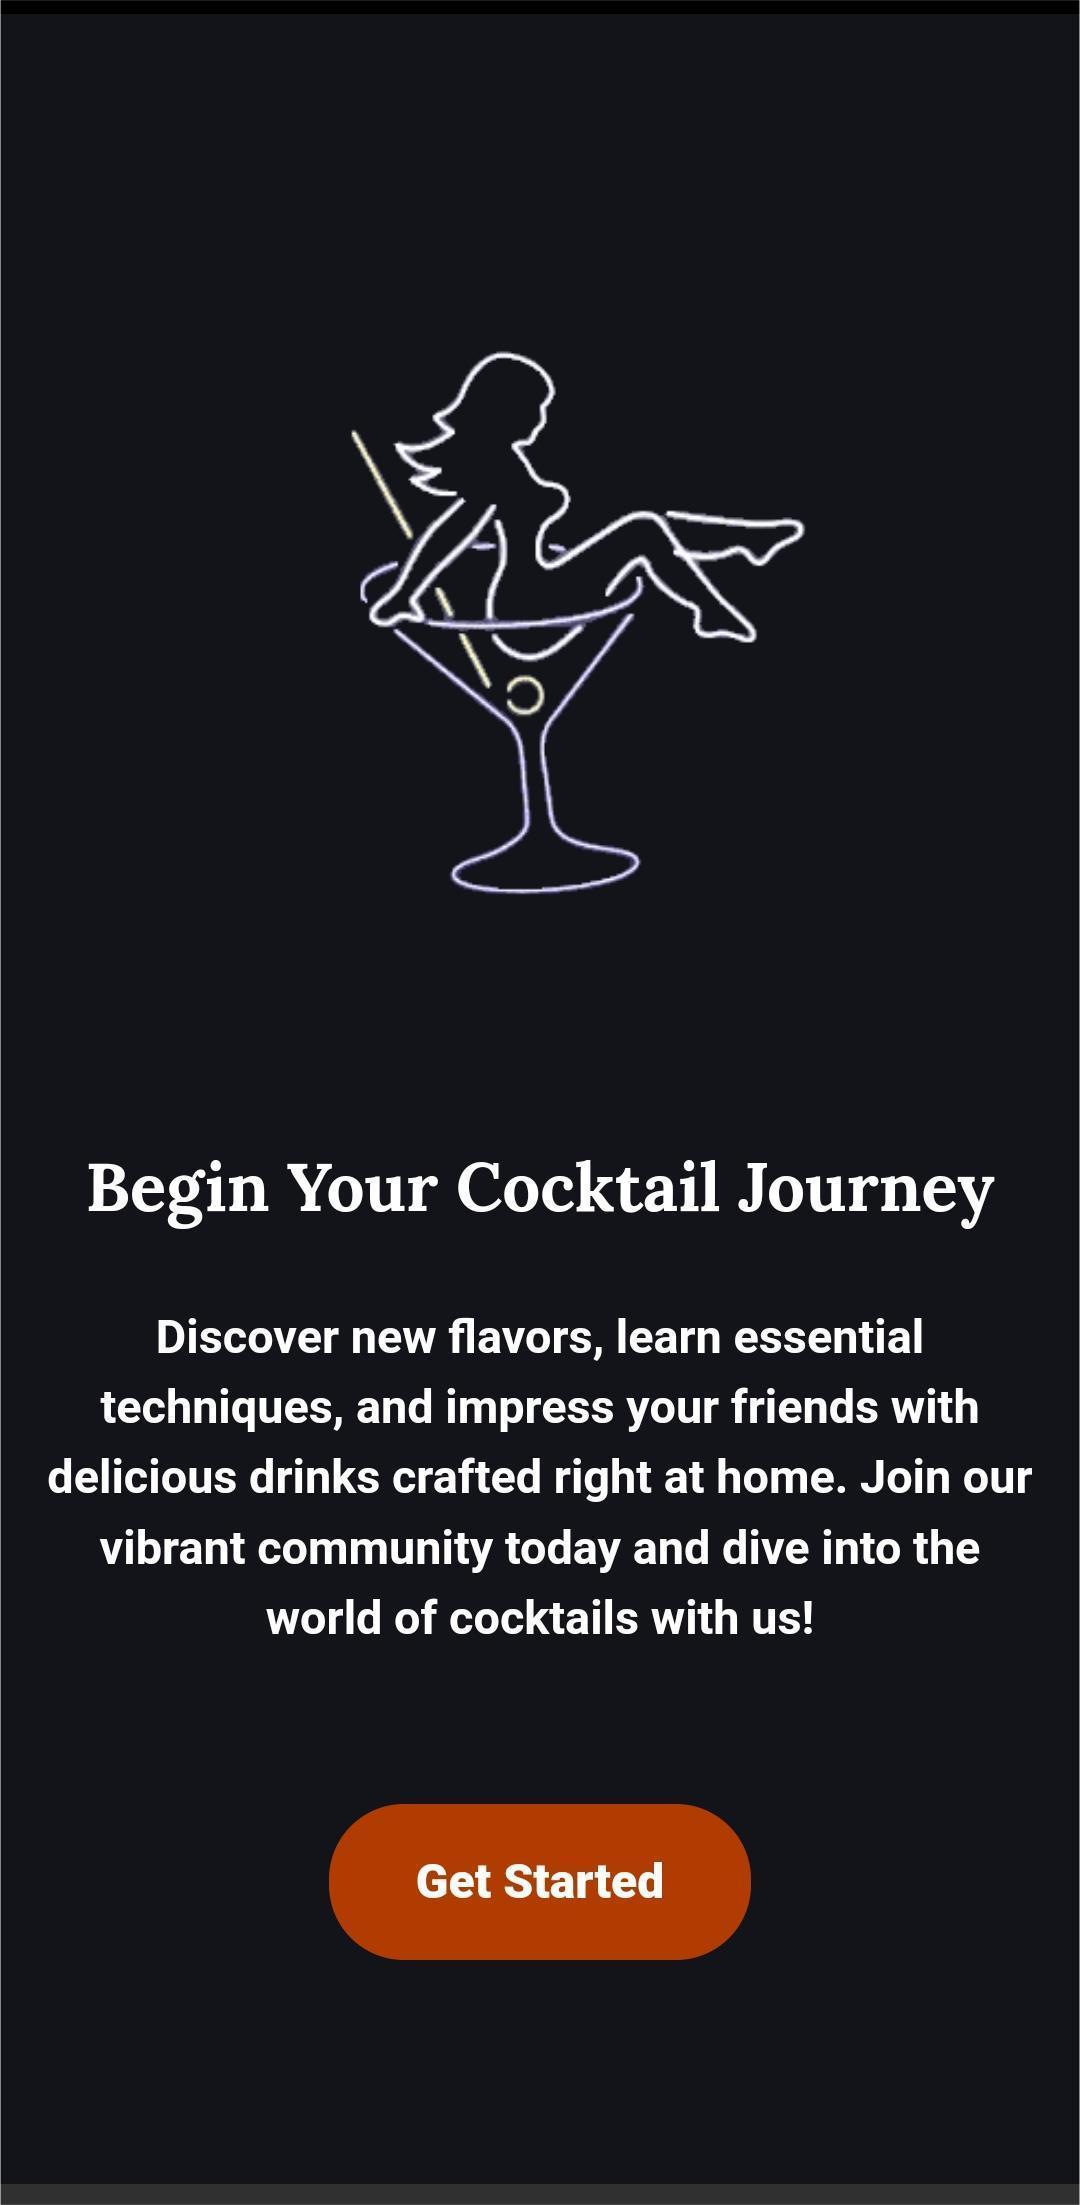 Begin Your Cocktail Journey
Discover new flavors, learn essential
techniques, and impress your friends with
delicious drinks crafted right at home. Join our
vibrant community today and dive into the
world of cocktails with us!
Get Started